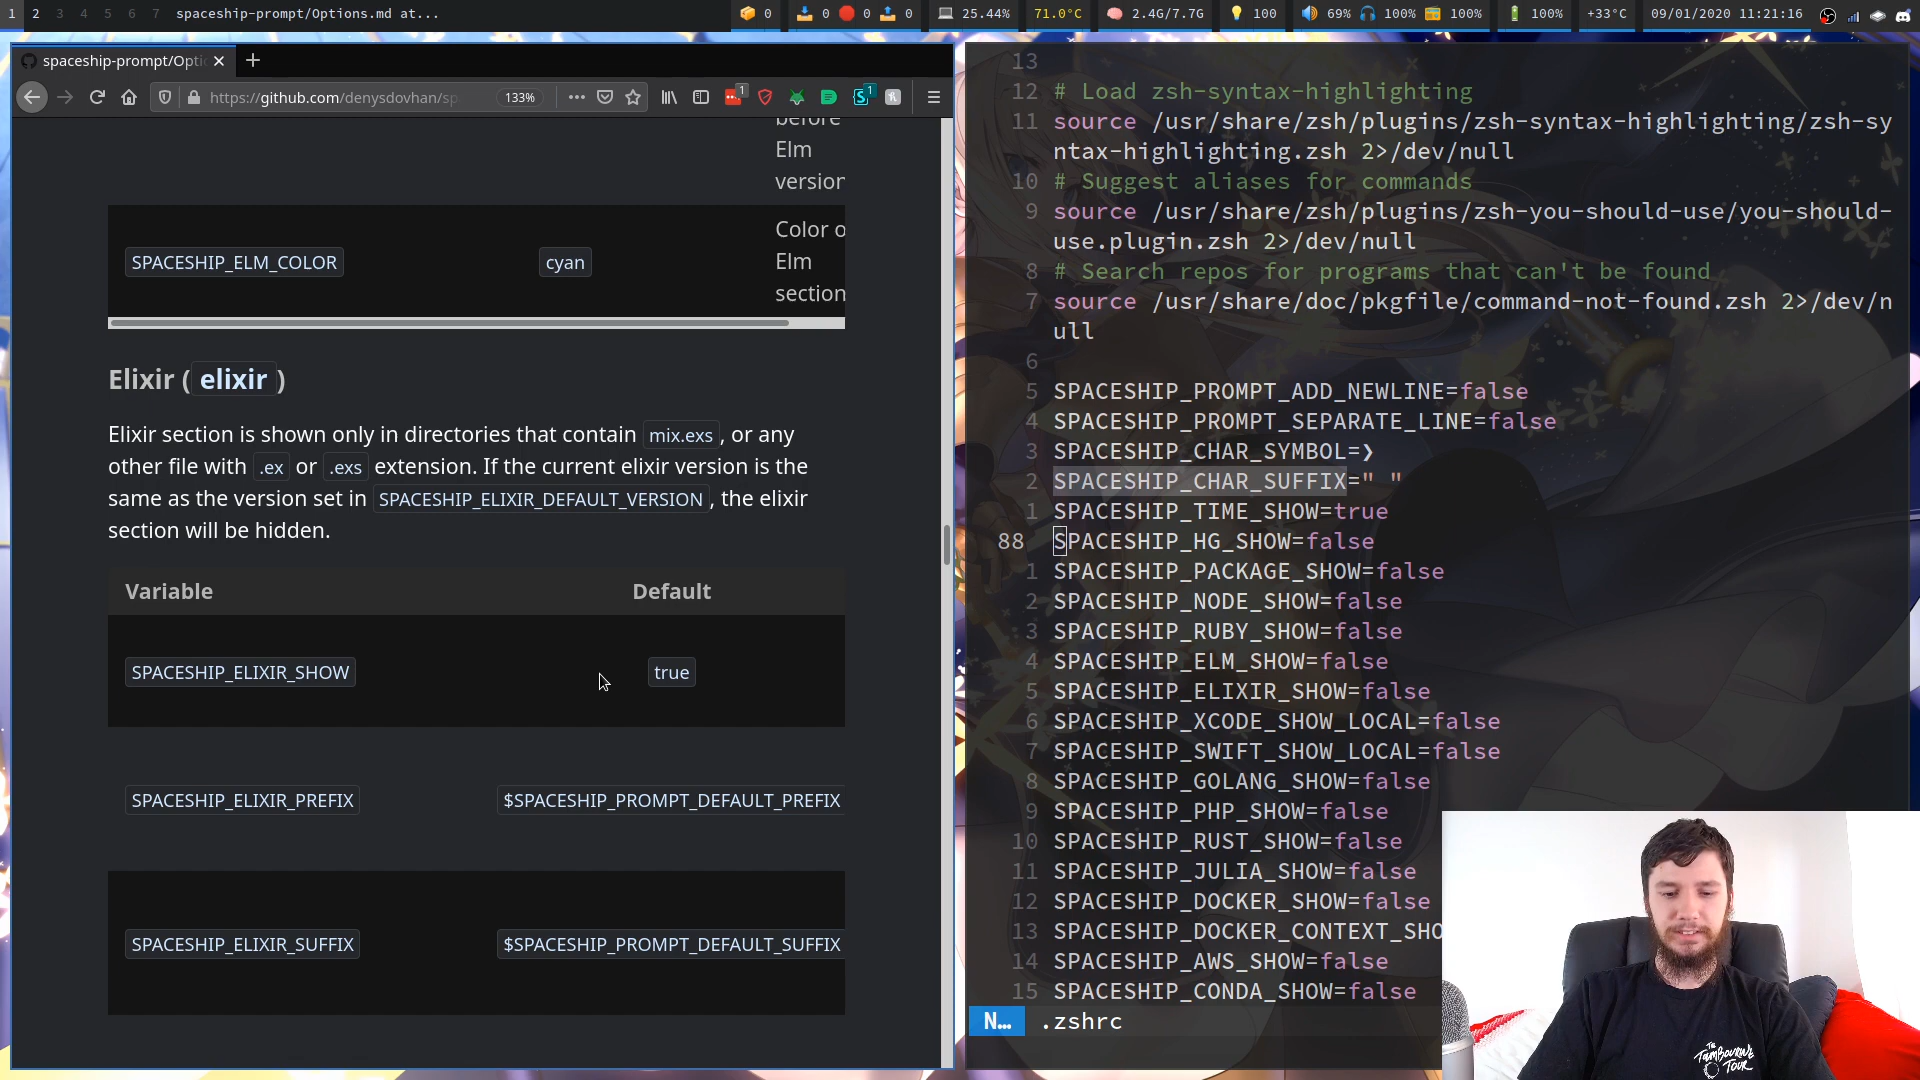 1 2 3 4 5 6 7 spaceship-prompt/Options.md at... 0 0 0 0 25.44% 71.0°C 2.4G/7.7G 100 69% 100% 100% 100% +33°C 09/01/2020 11:21:16
spaceship-prompt/Opti
https://github.com/denysdovhan/sp 133%
before
Elm
version
SPACESHIP_ELM_COLOR cyan
Color o
Elm
section
Elixir ( elixir )
Elixir section is shown only in directories that contain mix.exs , or any
other file with .ex or .exs extension. If the current elixir version is the
same as the version set in SPACESHIP_ELIXIR_DEFAULT_VERSION , the elixir
section will be hidden.
Variable Default
SPACESHIP_ELIXIR_SHOW true
SPACESHIP_ELIXIR_PREFIX $SPACESHIP_PROMPT_DEFAULT_PREFIX
SPACESHIP_ELIXIR_SUFFIX $SPACESHIP_PROMPT_DEFAULT_SUFFIX
13
12 # Load zsh-syntax-highlighting
11 source /usr/share/zsh/plugins/zsh-syntax-highlighting/zsh-sy
ntax-highlighting.zsh 2>/dev/null
10 # Suggest aliases for commands
9 source /usr/share/zsh/plugins/zsh-you-should-use/you-should-
use.plugin.zsh 2>/dev/null
8 # Search repos for programs that can't be found
7 source /usr/share/doc/pkgfile/command-not-found.zsh 2>/dev/n
ull
6
5 SPACESHIP_PROMPT_ADD_NEWLINE=false
4 SPACESHIP_PROMPT_SEPARATE_LINE=false
3 SPACESHIP_CHAR_SYMBOL=❯
2 SPACESHIP_CHAR_SUFFIX=" "
1 SPACESHIP_TIME_SHOW=true
88 SPACESHIP_HG_SHOW=false
1 SPACESHIP_PACKAGE_SHOW=false
2 SPACESHIP_NODE_SHOW=false
3 SPACESHIP_RUBY_SHOW=false
4 SPACESHIP_ELM_SHOW=false
5 SPACESHIP_ELIXIR_SHOW=false
6 SPACESHIP_XCODE_SHOW_LOCAL=false
7 SPACESHIP_SWIFT_SHOW_LOCAL=false
8 SPACESHIP_GOLANG_SHOW=false
9 SPACESHIP_PHP_SHOW=false
10 SPACESHIP_RUST_SHOW=false
11 SPACESHIP_JULIA_SHOW=false
12 SPACESHIP_DOCKER_SHOW=false
13 SPACESHIP_DOCKER_CONTEXT_SHO
14 SPACESHIP_AWS_SHOW=false
15 SPACESHIP_CONDA_SHOW=false
N… .zshrc
THE
TAMBOURINE
TOUR